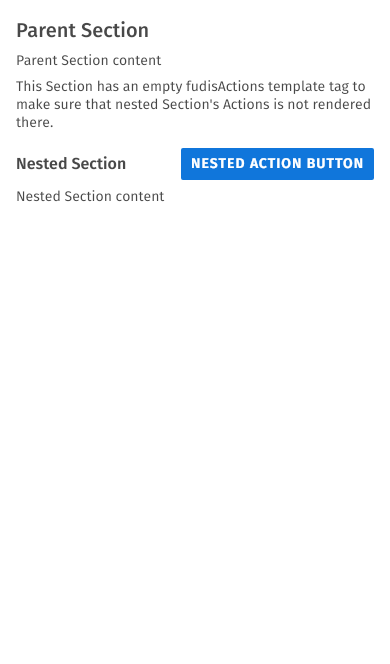 Parent Section
Parent Section content
This Section has an empty fudisActions template tag to
make sure that nested Section's Actions is not rendered
there.
Nested Section
NESTED ACTION BUTTON
Nested Section content